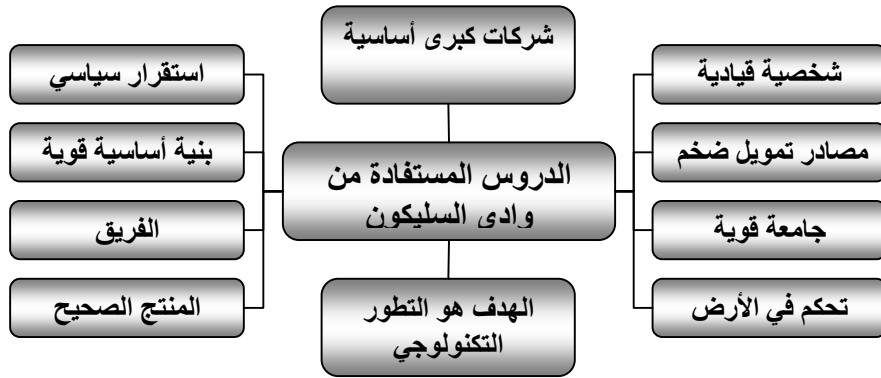 شركات كبرى أساسية
شخصية قيادية
مصادر تمويل ضخم
جامعة قوية
تحكم في الأرض
الدروس المستفادة من
وادى السليكون
استقرار سياسي
بنية أساسية قوية
الفريق
المنتج الصحيح
الهدف هو التطور
التكنولوجي